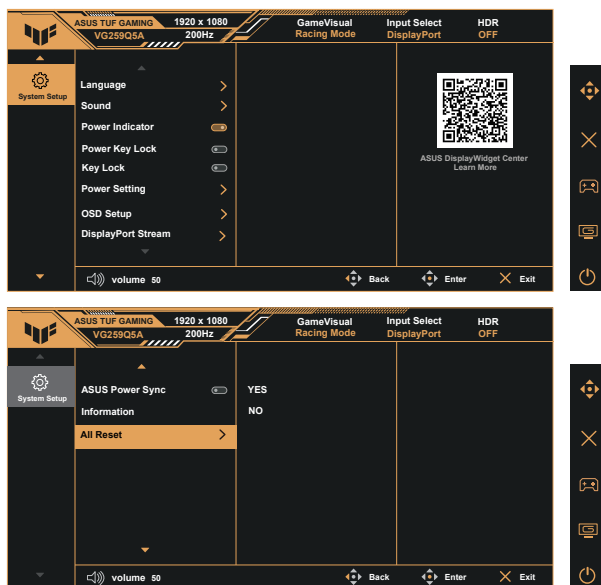 ASUS TUF GAMING 1920 x 1080 GameVisual Input Select HDR
VG259Q5A 200Hz Racing Mode DisplayPort OFF
System Setup
Language
Sound
Power Indicator
Power Key Lock
Key Lock
Power Setting
OSD Setup
DisplayPort Stream
ASUS DisplayWidget Center
Learn More
volume 50 Back Enter Exit
ASUS TUF GAMING 1920 x 1080 GameVisual Input Select HDR
VG259Q5A 200Hz Racing Mode DisplayPort OFF
System Setup
ASUS Power Sync YES
Information NO
All Reset
volume 50 Back Enter Exit